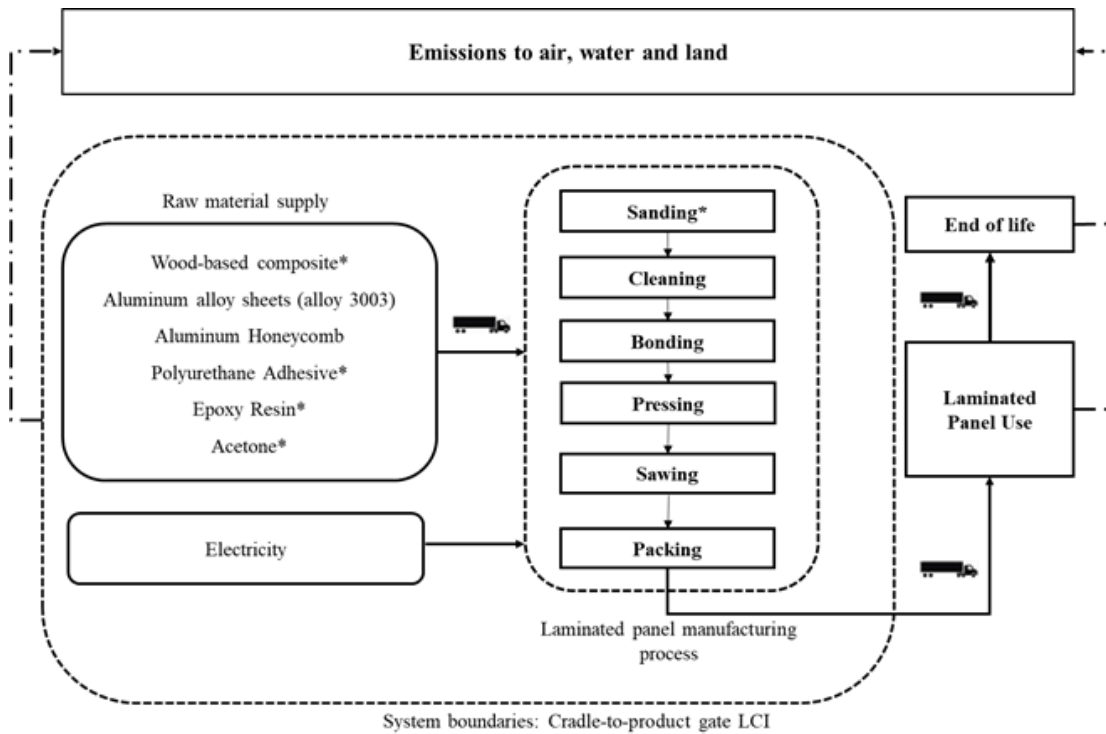 Emissions to air, water and land
Raw material supply
Wood-based composite*
Aluminum alloy sheets (alloy 3003)
Aluminum Honeycomb
Polyurethane Adhesive*
Epoxy Resin*
Acetone*
Electricity
Sanding*
Cleaning
Bonding
Pressing
Sawing
Packing
Laminated panel manufacturing
process
End of life
Laminated
Panel Use
System boundaries: Cradle-to-product gate LCI